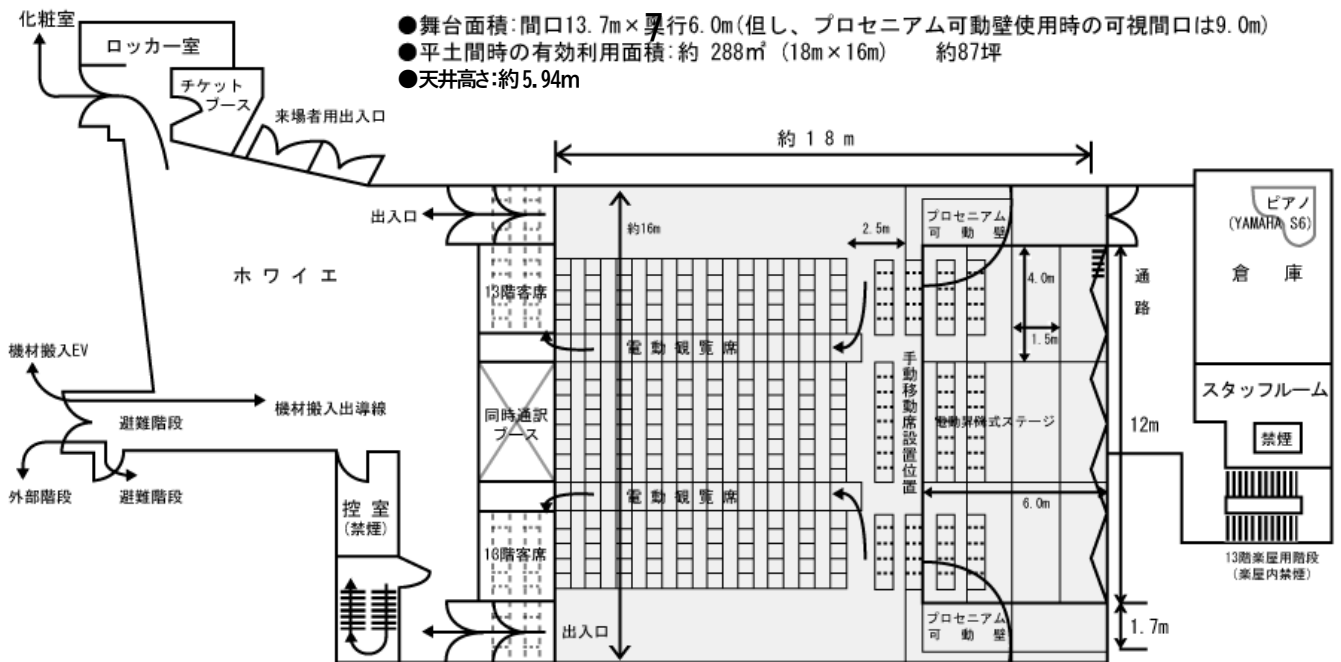 ●舞台面積:間口13.7m×奥行6.0m(但し、プロセニアム可動壁使用時の可視間口は9.0m)
●平土間時の有効利用面積:約 288㎡ (18m×16m) 約87坪
●天井高さ:約5.94m
化粧室
ロッカー室
チケット
ブース
来場者用出入口
約18m
出入口
約16m
2.5m
プロセニアム
可動壁
ピアノ
(YAMAHA S6)
倉庫
ホワイエ
13階客席
4.0m
1.5m
通路
機材搬入EV
電動観覧席
手動移動席設置位置
スタッフルーム
機材搬入出導線
避難階段
同時通訳
ブース
電動昇降式ステージ
12m
禁煙
外部階段
避難階段
控室
(禁煙)
電動観覧席
6.0m
13階客席
13階楽屋用階段
(楽屋内禁煙)
出入口
プロセニアム
可動壁
1.7m